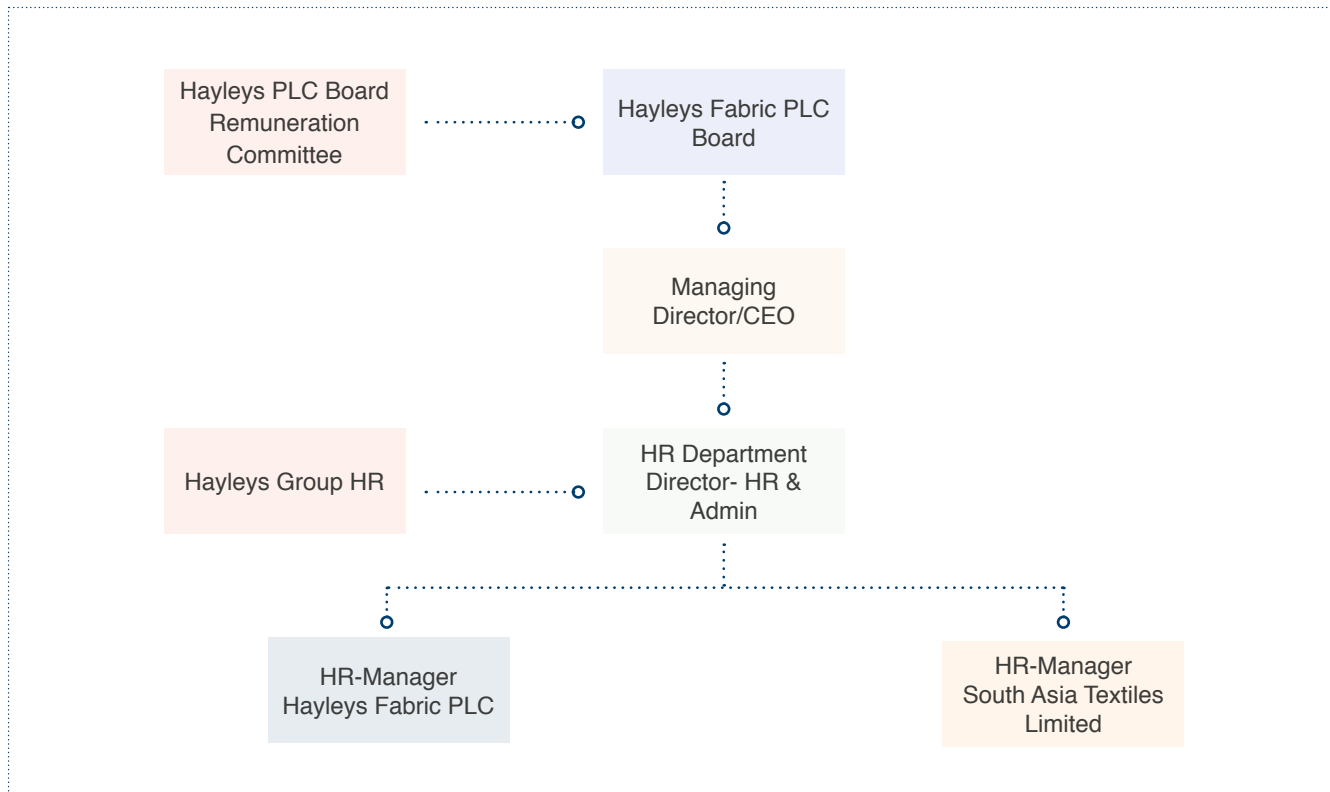 Hayleys PLC Board
Remuneration
Committee
Hayleys Fabric PLC
Board
Managing
Director/CEO
Hayleys Group HR
HR Department
Director- HR &
Admin
HR-Manager
Hayleys Fabric PLC
HR-Manager
South Asia Textiles
Limited